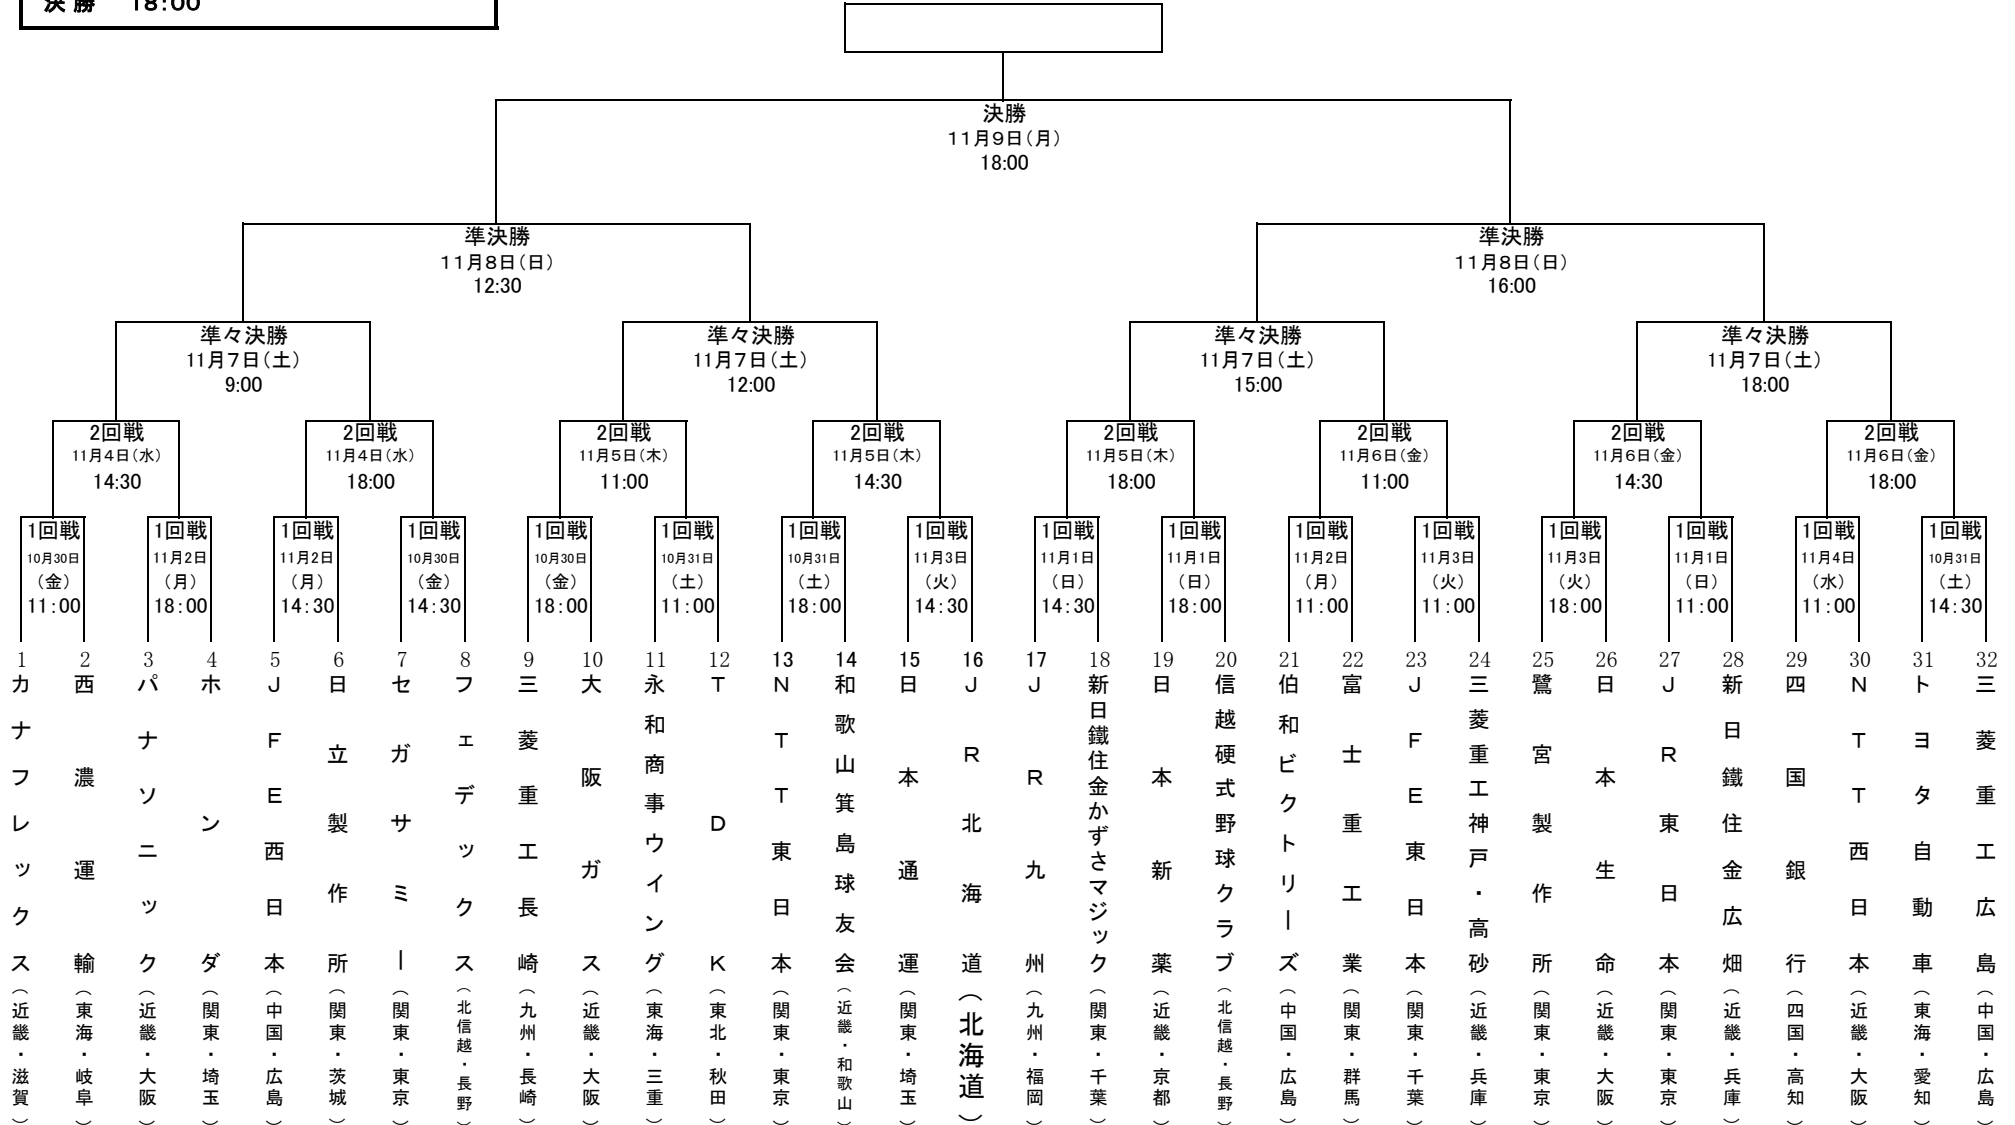 決勝　18:00
決勝
11月9日(月)
18:00
準決勝
11月8日(日)
12:30
準決勝
11月8日(日)
16:00
準々決勝
11月7日(土)
9:00
準々決勝
11月7日(土)
12:00
準々決勝
11月7日(土)
15:00
準々決勝
11月7日(土)
18:00
2回戦
11月4日(水)
14:30
2回戦
11月4日(水)
18:00
2回戦
11月5日(木)
11:00
2回戦
11月5日(木)
14:30
2回戦
11月5日(木)
18:00
2回戦
11月6日(金)
11:00
2回戦
11月6日(金)
14:30
2回戦
11月6日(金)
18:00
1回戦
10月30日
(金)
11:00
1回戦
11月2日
(月)
18:00
1回戦
11月2日
(月)
14:30
1回戦
10月30日
(金)
14:30
1回戦
10月30日
(金)
18:00
1回戦
10月31日
(土)
11:00
1回戦
10月31日
(土)
18:00
1回戦
11月3日
(火)
14:30
1回戦
11月1日
(日)
14:30
1回戦
11月1日
(日)
18:00
1回戦
11月2日
(月)
11:00
1回戦
11月3日
(火)
11:00
1回戦
11月3日
(火)
18:00
1回戦
11月1日
(日)
11:00
1回戦
11月4日
(水)
11:00
1回戦
10月31日
(土)
14:30
1
カナフレックス(近畿・滋賀)
2
西濃運輸(東海・岐阜)
3
パナソニック(近畿・大阪)
4
ホンダ(関東・埼玉)
5
JFE西日本(中国・広島)
6
日立製作所(関東・茨城)
7
セガサミー(関東・東京)
8
フェデックス(北信越・長野)
9
三菱重工長崎(九州・長崎)
10
大阪ガス(近畿・大阪)
11
永和商事ウイング(東海・三重)
12
TDK(東北・秋田)
13
NTT東日本(関東・東京)
14
和歌山箕島球友会(近畿・和歌山)
15
日本通運(関東・埼玉)
16
JR北海道(北海道)
17
JR九州(九州・福岡)
18
新日鐵住金かずさマジック(関東・千葉)
19
日本新薬(近畿・京都)
20
信越硬式野球クラブ(北信越・長野)
21
伯和ビクトリーズ(中国・広島)
22
富士重工業(関東・群馬)
23
JFE東日本(関東・千葉)
24
三菱重工神戸・高砂(近畿・兵庫)
25
鷺宮製作所(関東・東京)
26
日本生命(近畿・大阪)
27
JR東日本(関東・東京)
28
新日鐵住金広畑(近畿・兵庫)
29
四国銀行(四国・高知)
30
NTT西日本(近畿・大阪)
31
トヨタ自動車(東海・愛知)
32
三菱重工広島(中国・広島)